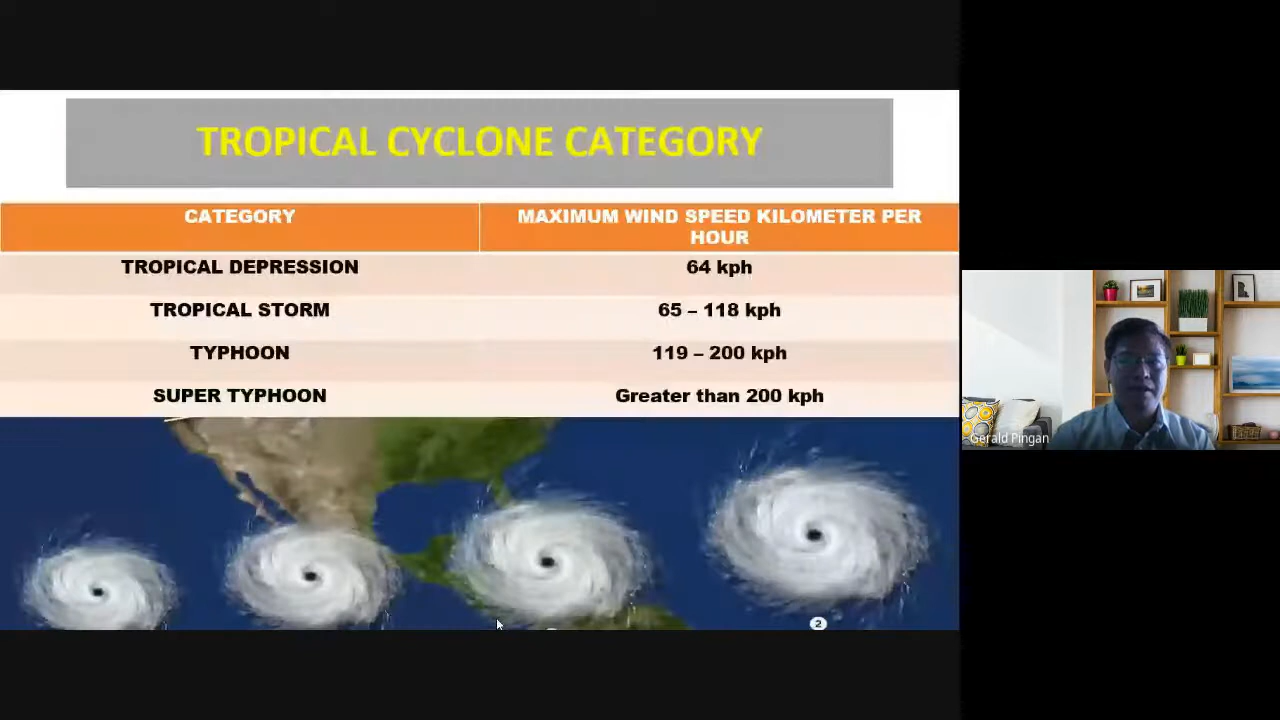 TROPICAL CYCLONE CATEGORY
CATEGORY
MAXIMUM WIND SPEED KILOMETER PER
HOUR
TROPICAL DEPRESSION
64 kph
TROPICAL STORM
65 – 118 kph
TYPHOON
119 – 200 kph
SUPER TYPHOON
Greater than 200 kph
2
Gerald Pingan